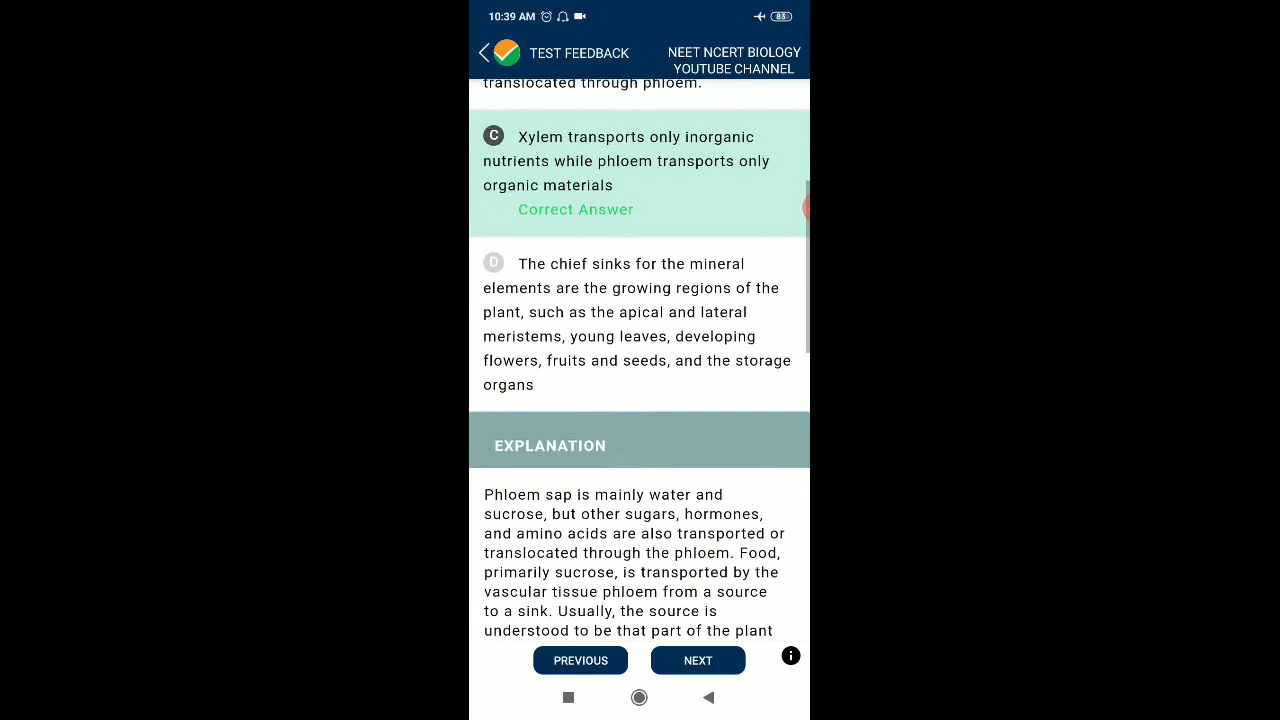 10:39 AM
83
TEST FEEDBACK
NEET NCERT BIOLOGY
YOUTUBE CHANNEL
translocated through phloem.
C Xylem transports only inorganic
nutrients while phloem transports only
organic materials
Correct Answer
D The chief sinks for the mineral
elements are the growing regions of the
plant, such as the apical and lateral
meristems, young leaves, developing
flowers, fruits and seeds, and the storage
organs
EXPLANATION
Phloem sap is mainly water and
sucrose, but other sugars, hormones,
and amino acids are also transported or
translocated through the phloem. Food,
primarily sucrose, is transported by the
vascular tissue phloem from a source
to a sink. Usually, the source is
understood to be that part of the plant
PREVIOUS
NEXT
i